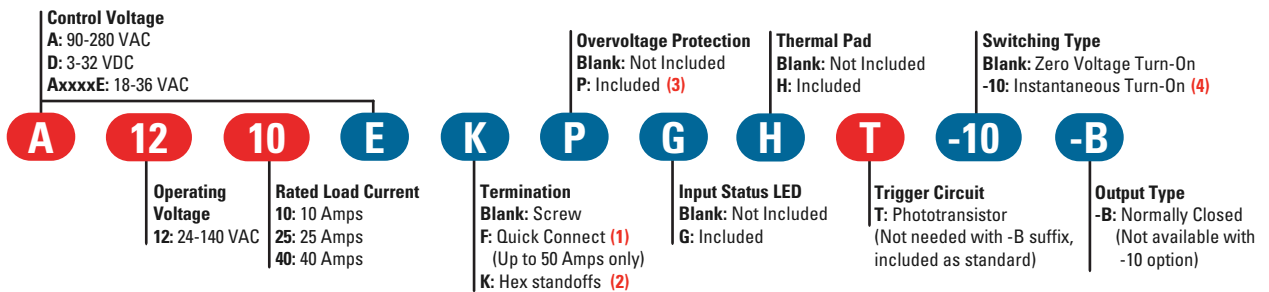 Control Voltage
A: 90-280 VAC
D: 3-32 VDC
AxxxxE: 18-36 VAC
Overvoltage Protection
Blank: Not Included
P: Included (3)
Thermal Pad
Blank: Not Included
H: Included
Switching Type
Blank: Zero Voltage Turn-On
-10: Instantaneous Turn-On (4)
A 12 10 E K P G H T -10 -B
Operating
Voltage
12: 24-140 VAC
Rated Load Current
10: 10 Amps
25: 25 Amps
40: 40 Amps
Termination
Blank: Screw
F: Quick Connect (1)
(Up to 50 Amps only)
K: Hex standoffs (2)
Input Status LED
Blank: Not Included
G: Included
Trigger Circuit
T: Phototransistor
(Not needed with -B suffix,
included as standard)
Output Type
-B: Normally Closed
(Not available with
-10 option)